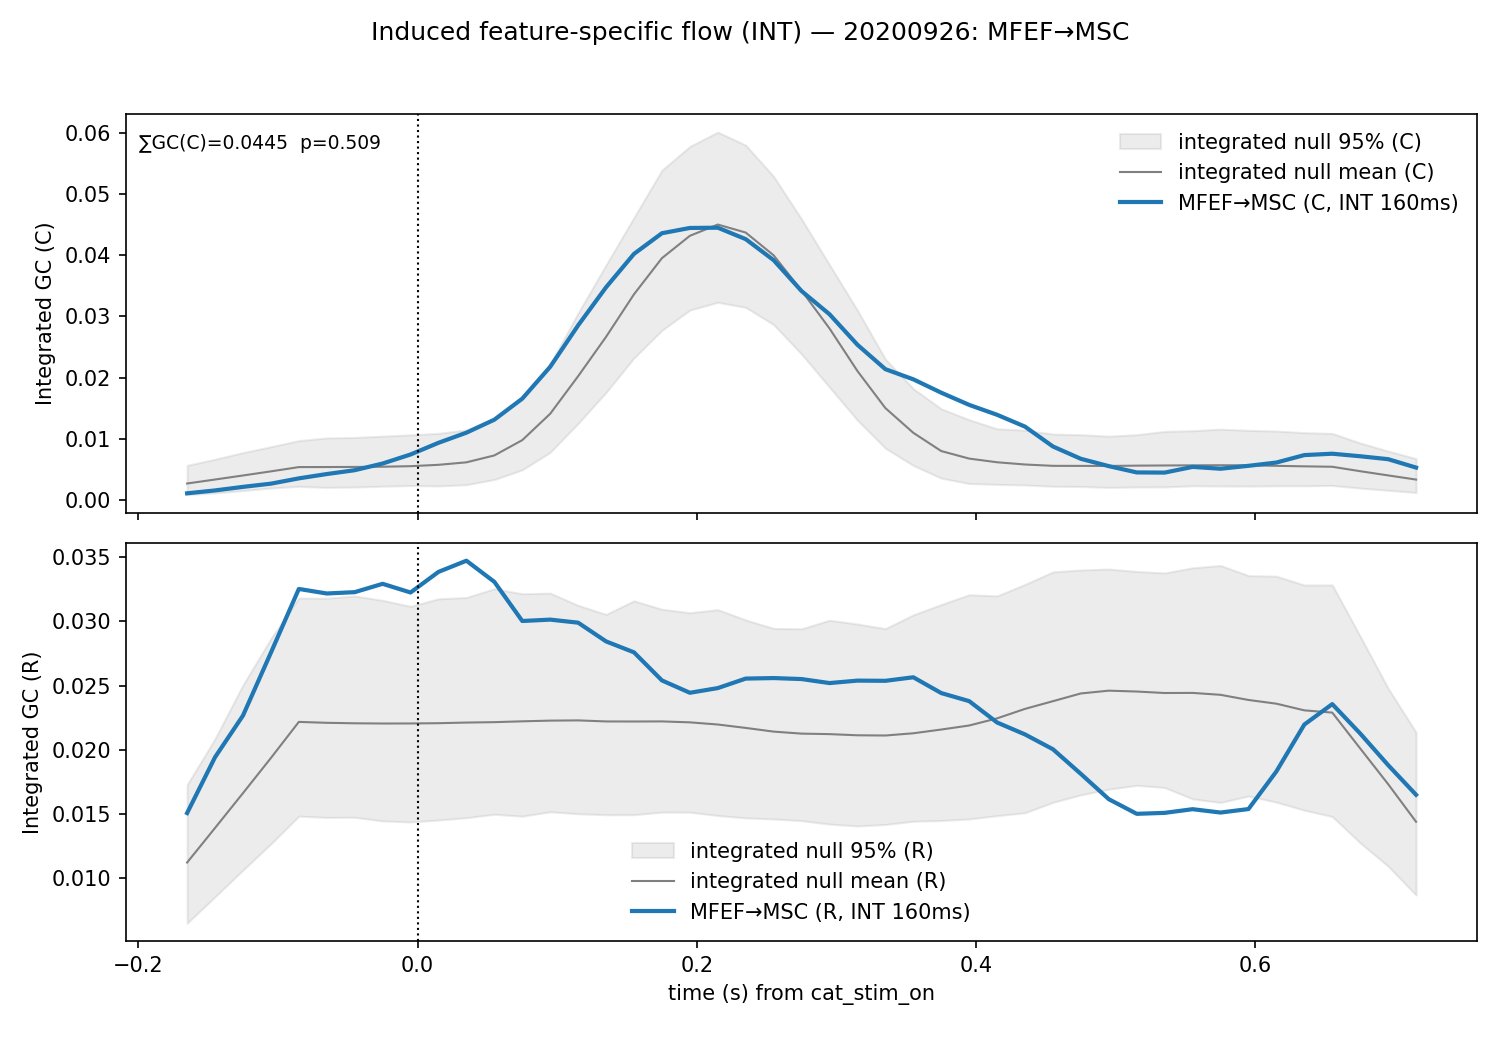 Induced feature-specific flow (INT) — 20200926: MFEF→MSC
∑GC(C)=0.0445  p=0.509
integrated null 95% (C)
integrated null mean (C)
MFEF→MSC (C, INT 160ms)
Integrated GC (C)
0.06
0.05
0.04
0.03
0.02
0.01
0.00
integrated null 95% (R)
integrated null mean (R)
MFEF→MSC (R, INT 160ms)
Integrated GC (R)
0.035
0.030
0.025
0.020
0.015
0.010
−0.2 0.0 0.2 0.4 0.6
time (s) from cat_stim_on